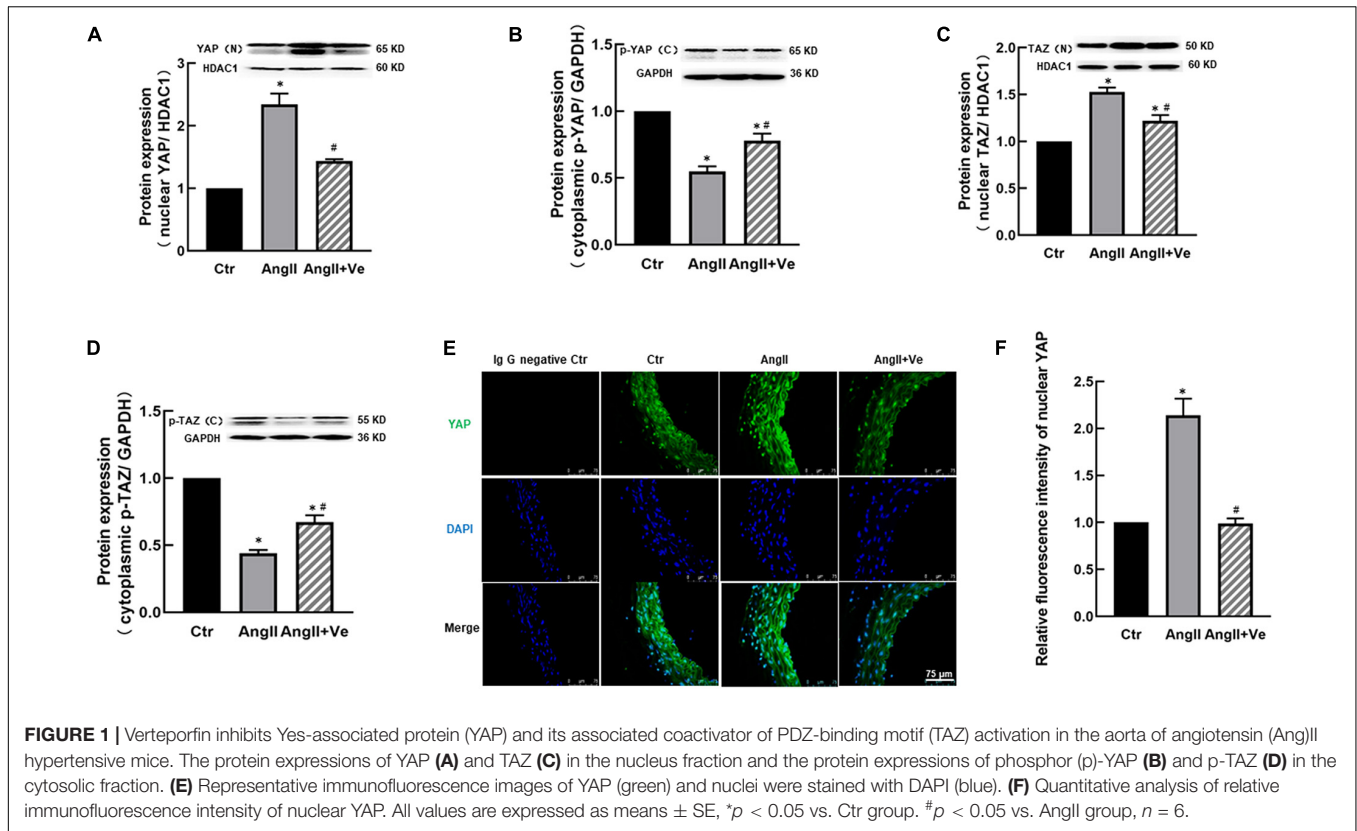 A
YAP (N) 65 KD
HDAC1 60 KD
Protein expression
( nuclear YAP/ HDAC1)
3
2
1
0
*
#
Ctr AngII AngII+Ve
B
p-YAP (C) 65 KD
GAPDH 36 KD
Protein expression
( cytoplasmic p-YAP/ GAPDH)
1.5
1.0
0.5
0.0
*
* #
Ctr AngII AngII+Ve
C
TAZ (N) 50 KD
HDAC1 60 KD
Protein expression
( nuclear TAZ/ HDAC1)
2.0
1.5
1.0
0.5
0.0
*
* #
Ctr AngII AngII+Ve
D
p-TAZ (C) 55 KD
GAPDH 36 KD
Protein expression
( cytoplasmic p-TAZ/ GAPDH)
1.5
1.0
0.5
0.0
*
* #
Ctr AngII AngII+Ve
E
Ig G negative Ctr Ctr AngII AngII+Ve
YAP
DAPI
Merge
75 µm
F
Relative fluorescence intensity of nuclear YAP
2.5
2.0
1.5
1.0
0.5
0.0
*
#
Ctr AngII AngII+Ve
FIGURE 1 | Verteporfin inhibits Yes-associated protein (YAP) and its associated coactivator of PDZ-binding motif (TAZ) activation in the aorta of angiotensin (Ang)II
hypertensive mice. The protein expressions of YAP (A) and TAZ (C) in the nucleus fraction and the protein expressions of phosphor (p)-YAP (B) and p-TAZ (D) in the
cytosolic fraction. (E) Representative immunofluorescence images of YAP (green) and nuclei were stained with DAPI (blue). (F) Quantitative analysis of relative
immunofluorescence intensity of nuclear YAP. All values are expressed as means ± SE, *p < 0.05 vs. Ctr group. #p < 0.05 vs. AngII group, n = 6.